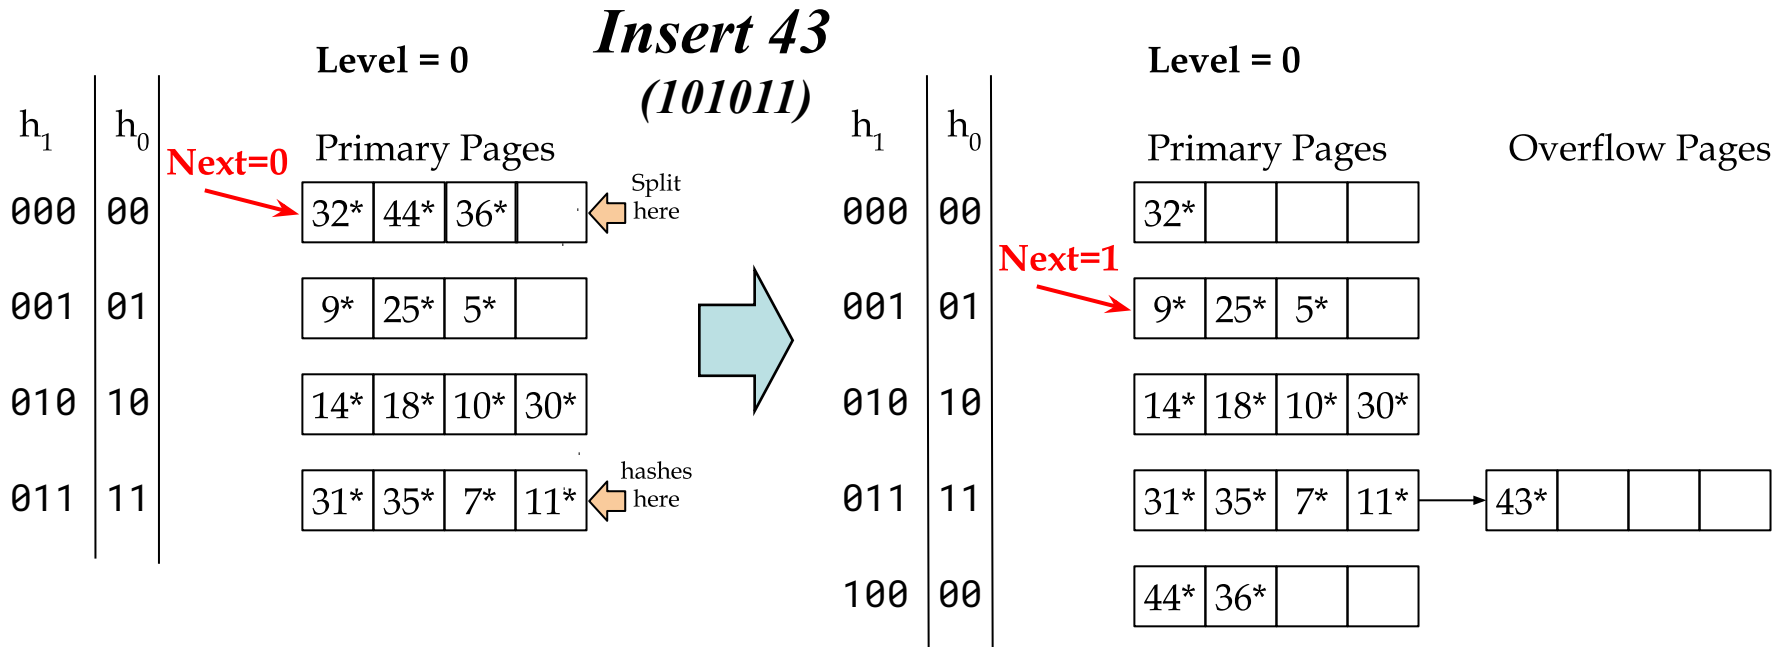 Insert 43
(101011)
Level = 0
h1 h0
Next=0
Primary Pages
000 00 32* 44* 36*
Split
here
001 01 9* 25* 5*
010 10 14* 18* 10* 30*
011 11 31* 35* 7* 11*
hashes
here
Level = 0
h1 h0
Primary Pages
Overflow Pages
000 00 32*
Next=1
001 01 9* 25* 5*
010 10 14* 18* 10* 30*
011 11 31* 35* 7* 11* 43*
100 00 44* 36*